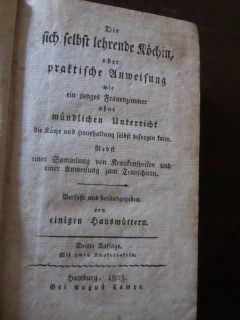 Die
sich selbst lehrende Köchin,
oder
praktische Anweisung
wie
ein junges Frauenzimmer
ohne
mündlichen Unterricht
die Küche und Haushaltung selbst besorgen kann.
Nebst
einer Sammlung von Krankenspeisen und
einer Anweisung zum Tranchieren.
Verfaßt und herausgegeben
von
einigen Hausmüttern.
Dritte Auflage.
Mit zwey Kupfertafeln.
Hamburg, 1803.
Bei August Campe.